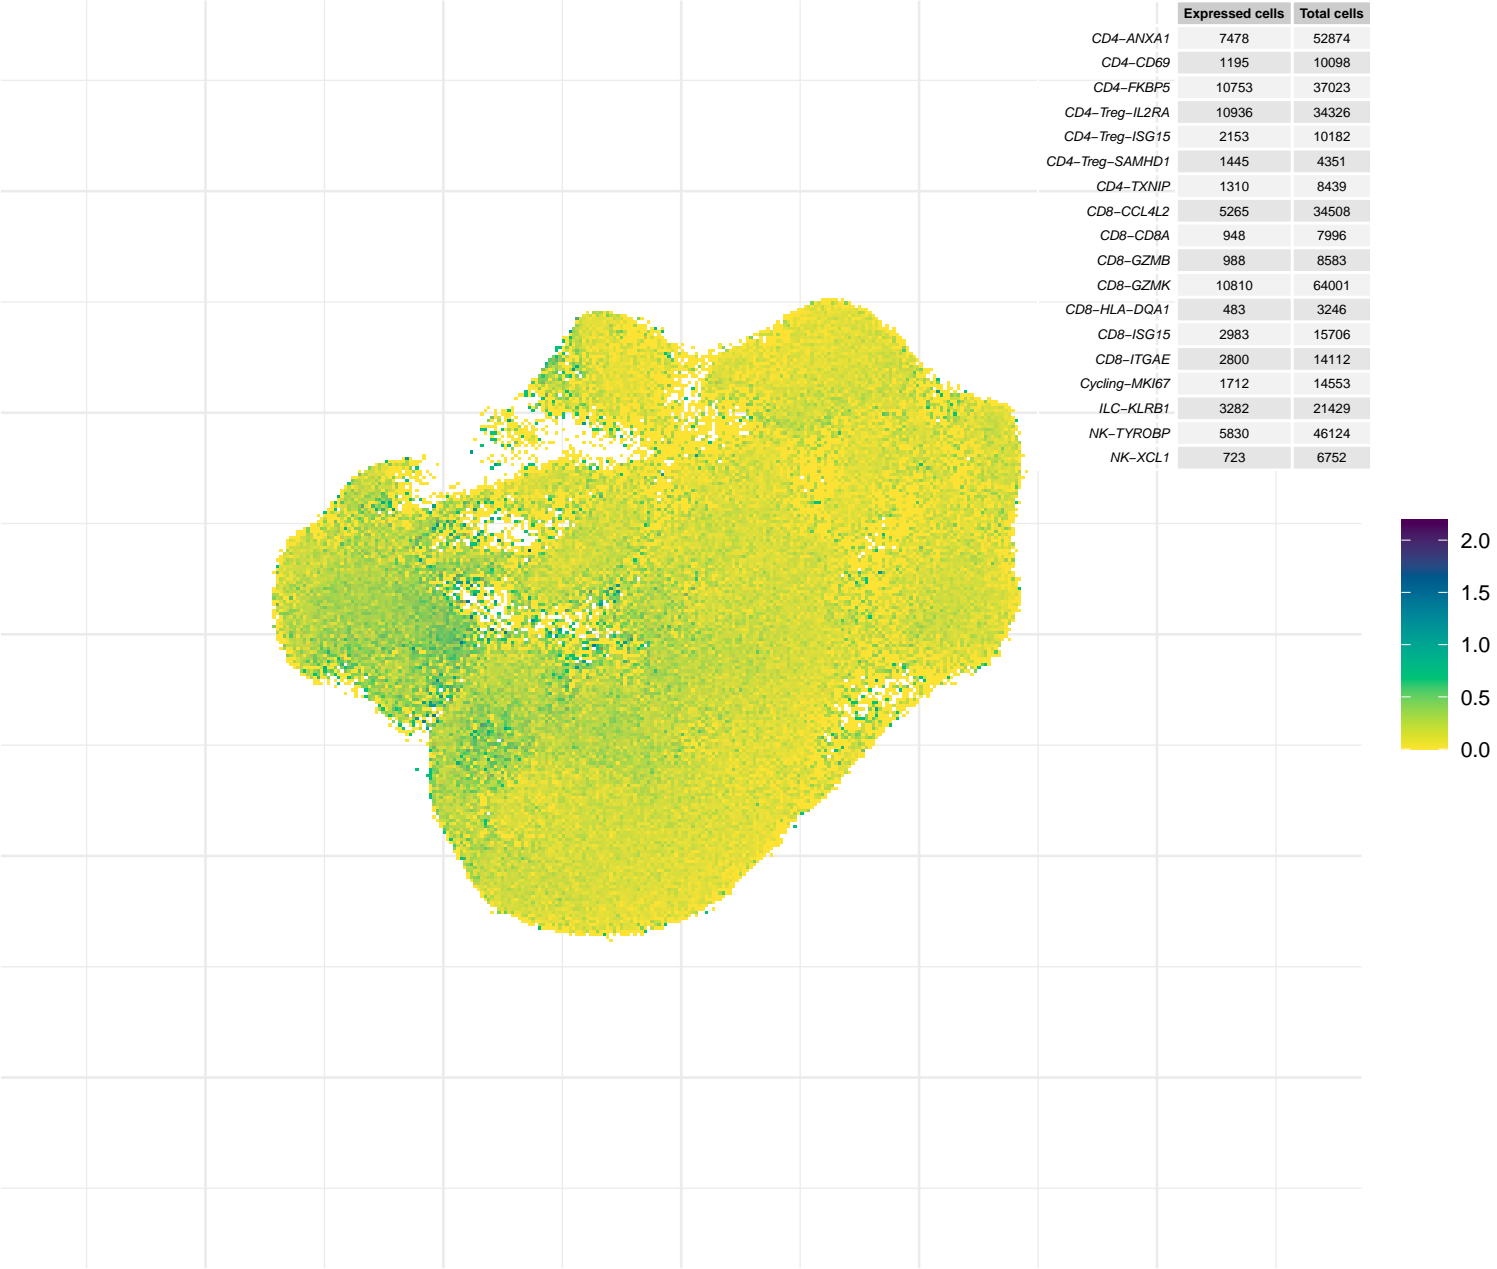 Expressed cells Total cells
CD4−ANXA1 7478 52874
CD4−CD69 1195 10098
CD4−FKBP5 10753 37023
CD4−Treg−IL2RA 10936 34326
CD4−Treg−ISG15 2153 10182
CD4−Treg−SAMHD1 1445 4351
CD4−TXNIP 1310 8439
CD8−CCL4L2 5265 34508
CD8−CD8A 948 7996
CD8−GZMB 988 8583
CD8−GZMK 10810 64001
CD8−HLA−DQA1 483 3246
CD8−ISG15 2983 15706
CD8−ITGAE 2800 14112
Cycling−MKI67 1712 14553
ILC−KLRB1 3282 21429
NK−TYROBP 5830 46124
NK−XCL1 723 6752
2.0
1.5
1.0
0.5
0.0